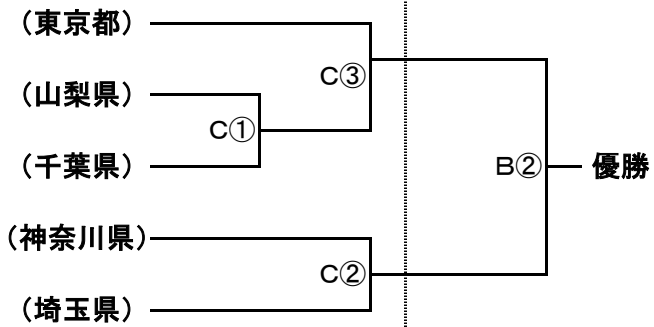 （東京都）
C③
（山梨県）
C①
（千葉県）
B②
優勝
（神奈川県）
C②
（埼玉県）